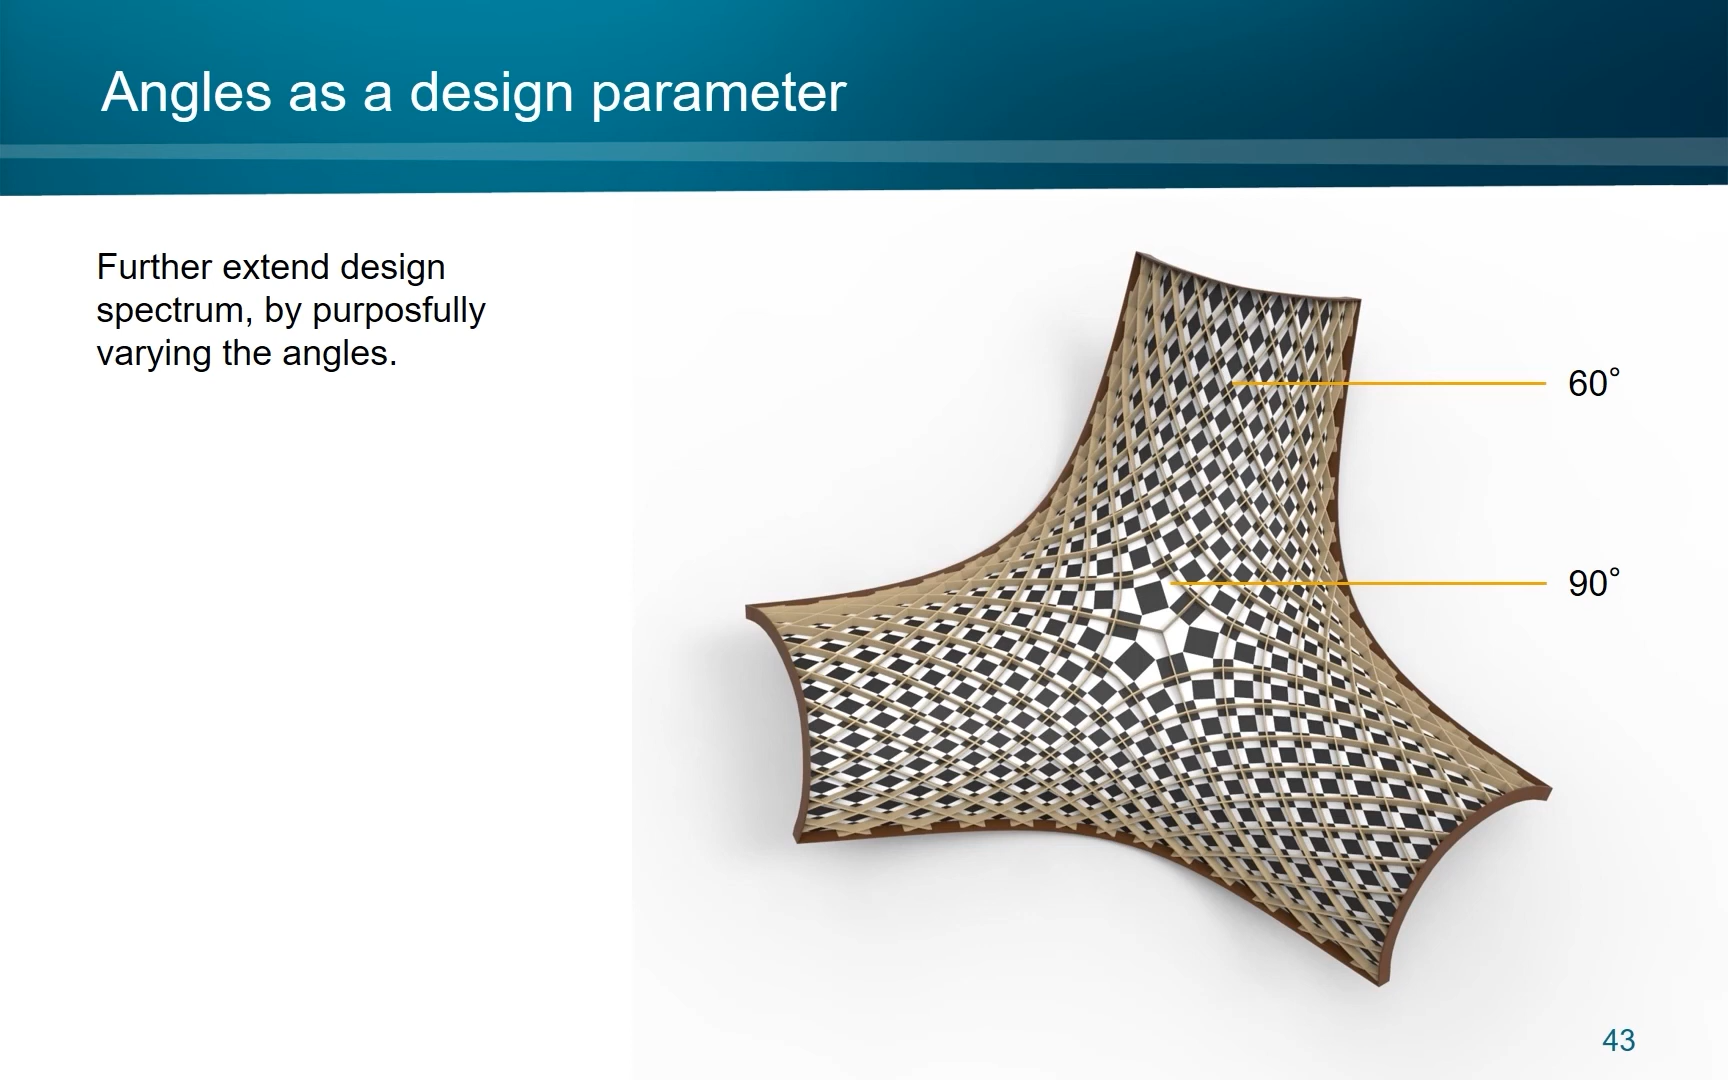 Angles as a design parameter
Further extend design
spectrum, by purposfully
varying the angles.
60°
90°
43